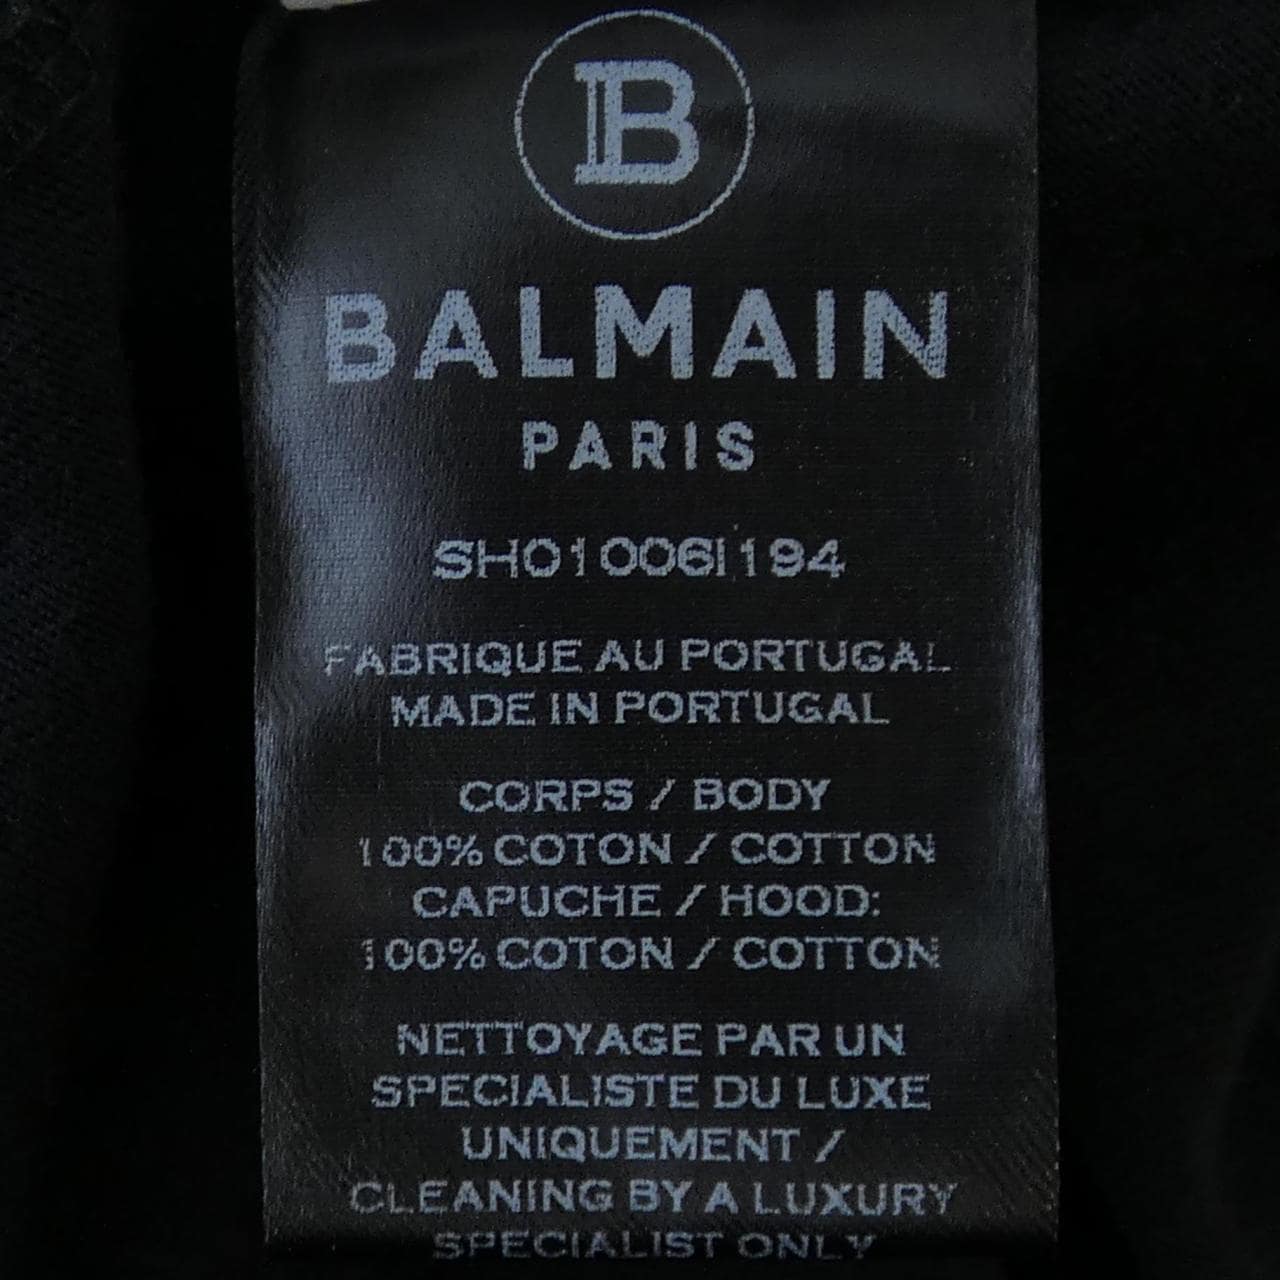 B
BALMAIN
PARIS
SH01006I194
FABRIQUE AU PORTUGAL
MADE IN PORTUGAL
CORPS / BODY
100% COTON / COTTON
CAPUCHE / HOOD:
100% COTON / COTTON
NETTOYAGE PAR UN
SPECIALISTE DU LUXE
UNIQUEMENT /
CLEANING BY A LUXURY
SPECIALIST ONLY